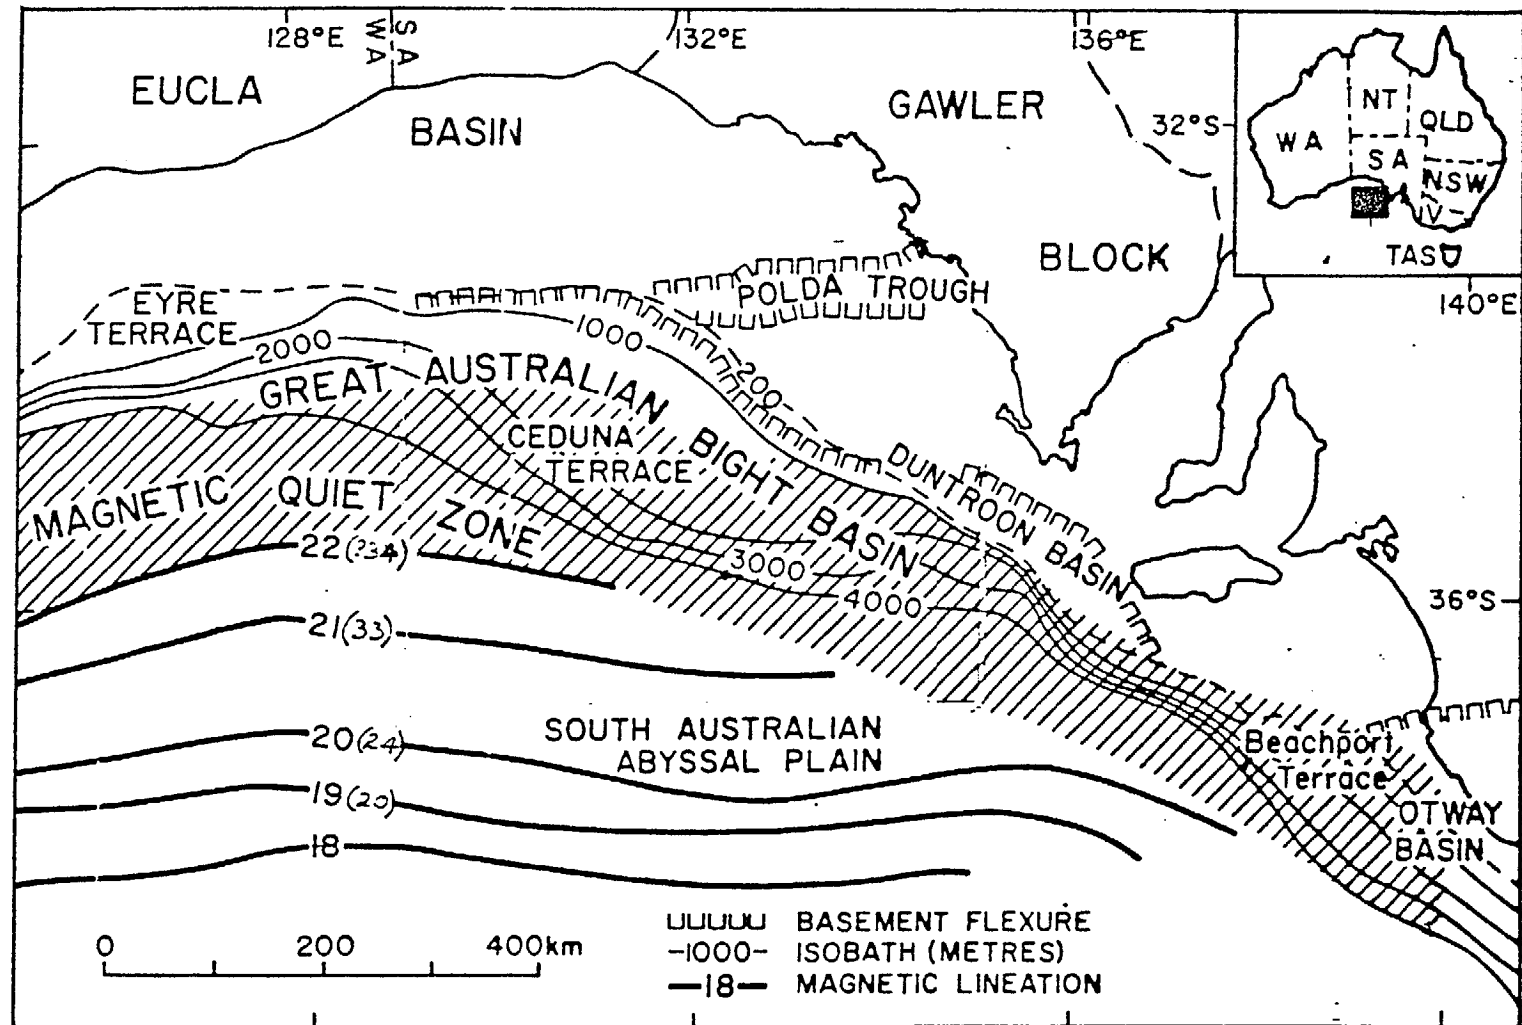 128°E
SA
WA
132°E
136°E
EUCLA
BASIN
GAWLER
BLOCK
32°S
WA
NT
QLD
SA
NSW
V
TAS
140°E
EYRE
TERRACE
POLDA TROUGH
2000
1000
200
GREAT AUSTRALIAN BIGHT BASIN
CEDUNA
TERRACE
DUNTROON BASIN
MAGNETIC QUIET ZONE
3000
4000
36°S
22(?34)
21(33)
20(24)
19(20)
18
SOUTH AUSTRALIAN
ABYSSAL PLAIN
Beachport
Terrace
OTWAY
BASIN
0 200 400km
BASEMENT FLEXURE
-1000- ISOBATH (METRES)
-18- MAGNETIC LINEATION